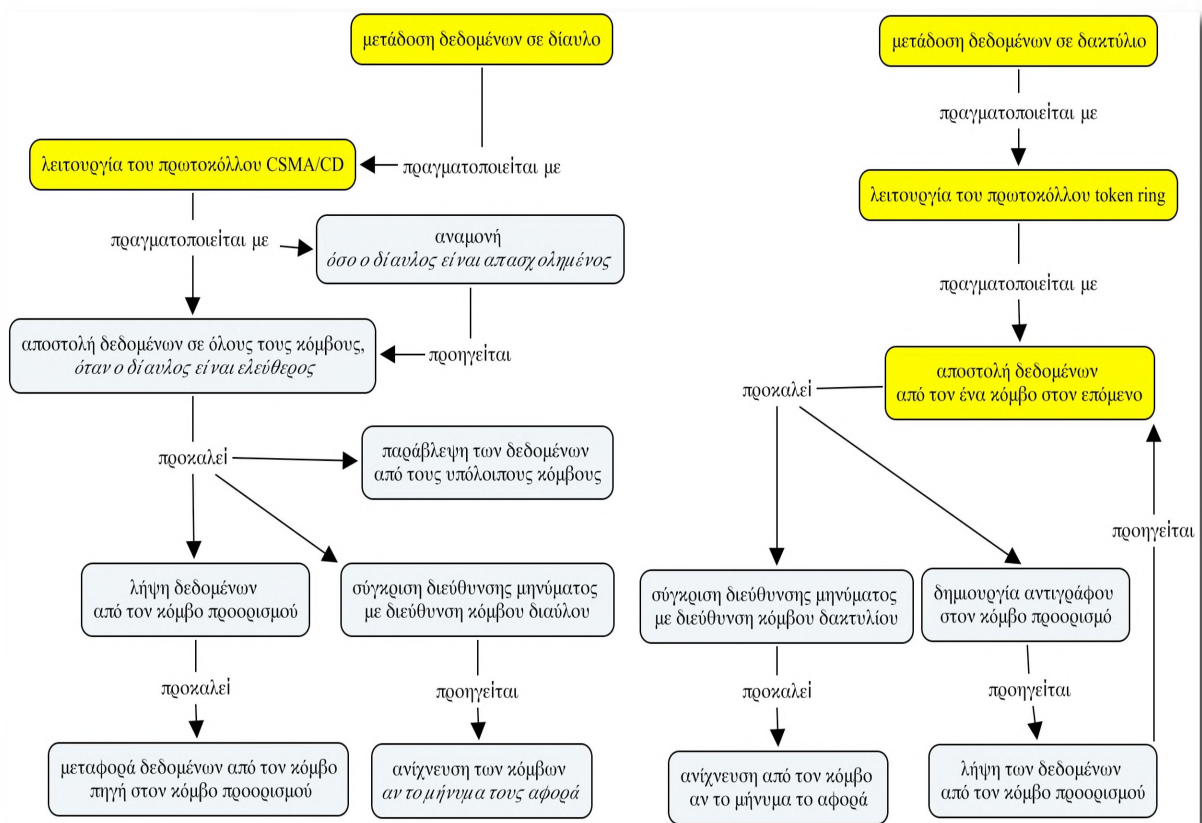 μετάδοση δεδομένων σε δίαυλο
πραγματοποιείται με
λειτουργία του πρωτοκόλλου CSMA/CD
πραγματοποιείται με
αναμονή
όσο ο δίαυλος είναι απασχολημένος
προηγείται
αποστολή δεδομένων σε όλους τους κόμβους,
όταν ο δίαυλος είναι ελεύθερος
προκαλεί
παράβλεψη των δεδομένων
από τους υπόλοιπους κόμβους
λήψη δεδομένων
από τον κόμβο προορισμού
προκαλεί
μεταφορά δεδομένων από τον κόμβο
πηγή στον κόμβο προορισμού
σύγκριση διεύθυνσης μηνύματος
με διεύθυνση κόμβου διαύλου
προηγείται
ανίχνευση των κόμβων
αν το μήνυμα τους αφορά
μετάδοση δεδομένων σε δακτύλιο
πραγματοποιείται με
λειτουργία του πρωτοκόλλου token ring
πραγματοποιείται με
αποστολή δεδομένων
από τον ένα κόμβο στον επόμενο
προκαλεί
σύγκριση διεύθυνσης μηνύματος
με διεύθυνση κόμβου δακτυλίου
προκαλεί
ανίχνευση από τον κόμβο
αν το μήνυμα το αφορά
δημιουργία αντιγράφου
στον κόμβο προορισμό
προηγείται
λήψη των δεδομένων
από τον κόμβο προορισμού
προηγείται